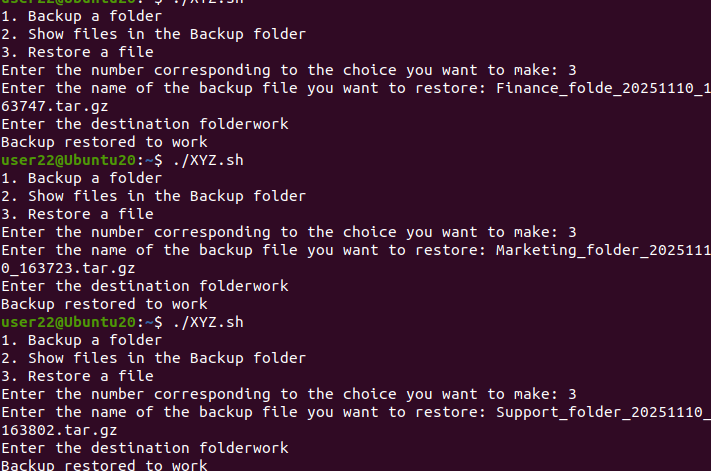 user22@Ubuntu20:~$ ./XYZ.sh
1. Backup a folder
2. Show files in the Backup folder
3. Restore a file
Enter the number corresponding to the choice you want to make: 3
Enter the name of the backup file you want to restore: Finance_folde_20251110_1
63747.tar.gz
Enter the destination folderwork
Backup restored to work
user22@Ubuntu20:~$ ./XYZ.sh
1. Backup a folder
2. Show files in the Backup folder
3. Restore a file
Enter the number corresponding to the choice you want to make: 3
Enter the name of the backup file you want to restore: Marketing_folder_2025111
0_163723.tar.gz
Enter the destination folderwork
Backup restored to work
user22@Ubuntu20:~$ ./XYZ.sh
1. Backup a folder
2. Show files in the Backup folder
3. Restore a file
Enter the number corresponding to the choice you want to make: 3
Enter the name of the backup file you want to restore: Support_folder_20251110_
163802.tar.gz
Enter the destination folderwork
Backup restored to work